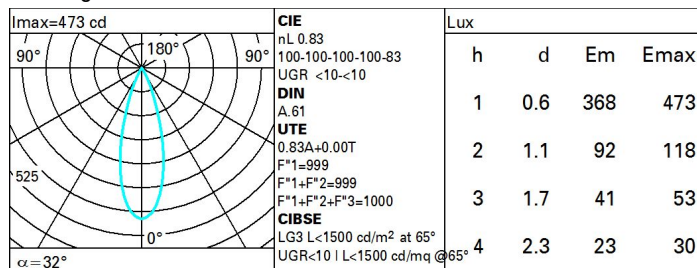 Imax=473 cd
90°
180°
90°
525
0°
α=32°
CIE
nL 0.83
100-100-100-100-83
UGR <10-<10
DIN
A.61
UTE
0.83A+0.00T
F"1=999
F"1+F"2=999
F"1+F"2+F"3=1000
CIBSE
LG3 L<1500 cd/m² at 65°
UGR<10 | L<1500 cd/mq @65°
Lux
h d Em Emax
1 0.6 368 473
2 1.1 92 118
3 1.7 41 53
4 2.3 23 30